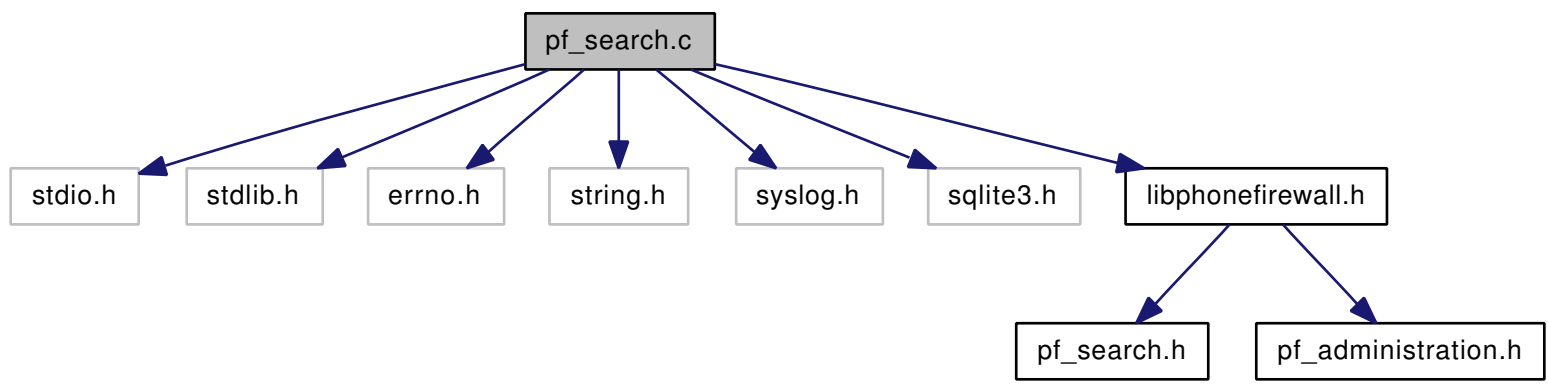 pf_search.c
stdio.h
stdlib.h
errno.h
string.h
syslog.h
sqlite3.h
libphonefirewall.h
pf_search.h
pf_administration.h